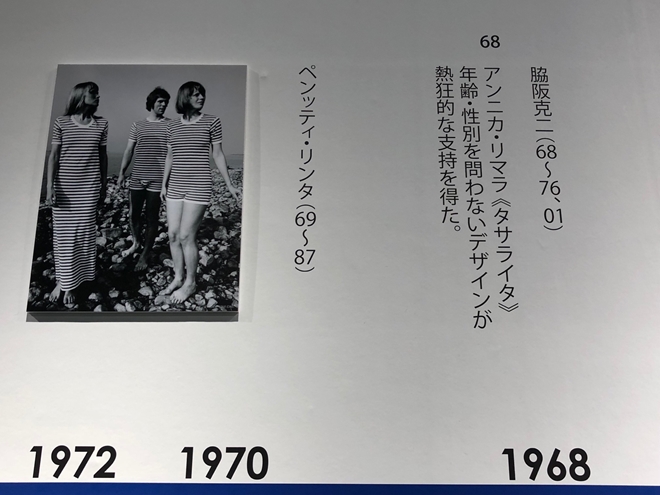 脇阪克二(68〜76、01)
68
アンニカ・リマラ《タサライタ》
年齢・性別を問わないデザインが
熱狂的な支持を得た。
ペンッティ・リンタ(69〜87)
1972
1970
1968